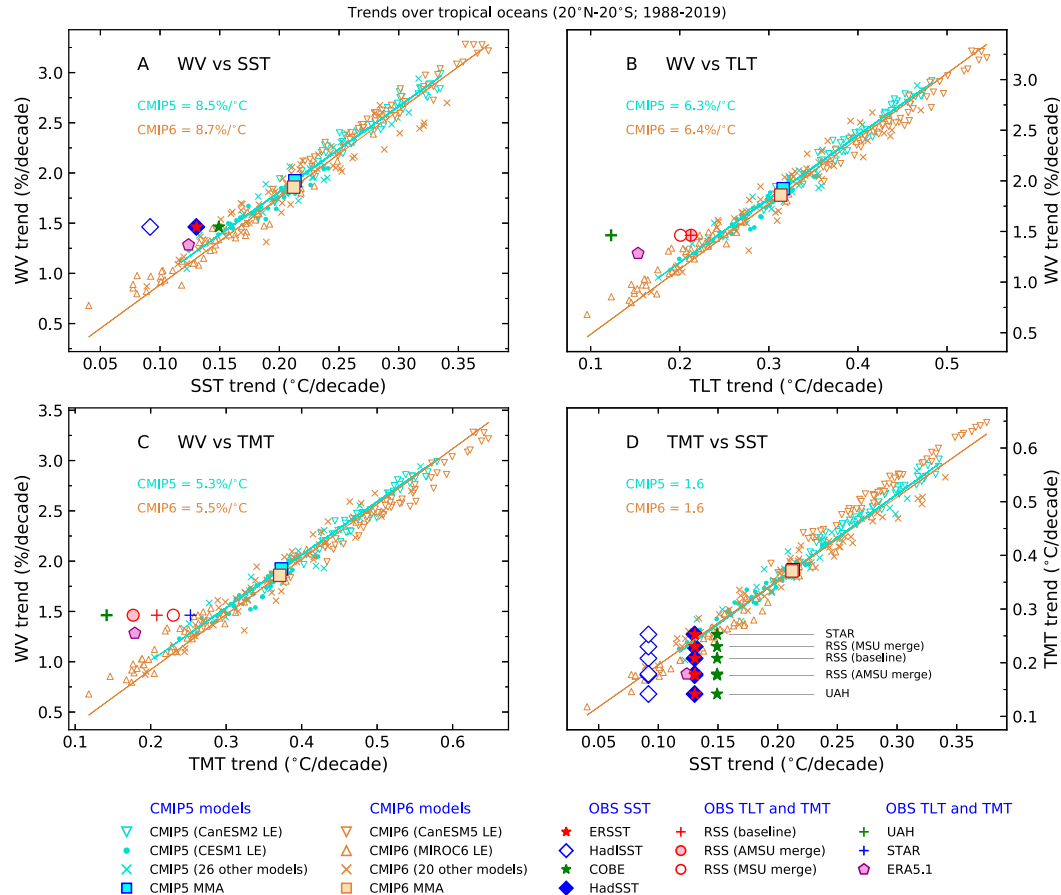 Trends over tropical oceans (20°N-20°S; 1988-2019)
A WV vs SST
CMIP5 = 8.5%/°C
CMIP6 = 8.7%/°C
WV trend (%/decade)
3.0
2.5
2.0
1.5
1.0
0.5
0.05 0.10 0.15 0.20 0.25 0.30 0.35
SST trend (°C/decade)
B WV vs TLT
CMIP5 = 6.3%/°C
CMIP6 = 6.4%/°C
WV trend (%/decade)
3.0
2.5
2.0
1.5
1.0
0.5
0.1 0.2 0.3 0.4 0.5
TLT trend (°C/decade)
C WV vs TMT
CMIP5 = 5.3%/°C
CMIP6 = 5.5%/°C
WV trend (%/decade)
3.5
3.0
2.5
2.0
1.5
1.0
0.5
0.1 0.2 0.3 0.4 0.5 0.6
TMT trend (°C/decade)
D TMT vs SST
CMIP5 = 1.6
CMIP6 = 1.6
STAR
RSS (MSU merge)
RSS (baseline)
RSS (AMSU merge)
UAH
TMT trend (°C/decade)
0.6
0.5
0.4
0.3
0.2
0.1
0.05 0.10 0.15 0.20 0.25 0.30 0.35
SST trend (°C/decade)
CMIP5 models
CMIP5 (CanESM2 LE)
CMIP5 (CESM1 LE)
CMIP5 (26 other models)
CMIP5 MMA
CMIP6 models
CMIP6 (CanESM5 LE)
CMIP6 (MIROC6 LE)
CMIP6 (20 other models)
CMIP6 MMA
OBS SST
ERSST
HadISST
COBE
HadSST
OBS TLT and TMT
RSS (baseline)
RSS (AMSU merge)
RSS (MSU merge)
OBS TLT and TMT
UAH
STAR
ERA5.1